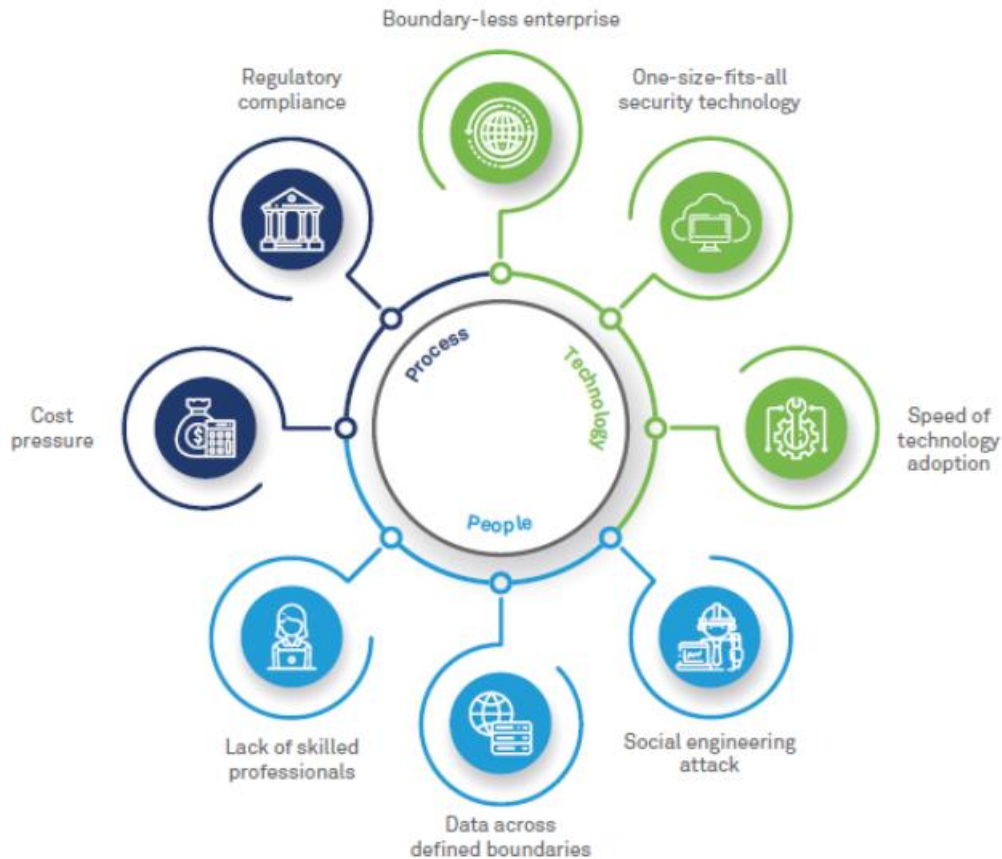 Boundary-less enterprise
Regulatory
compliance
One-size-fits-all
security technology
Process
Technology
Cost
pressure
Speed of
technology
adoption
People
Lack of skilled
professionals
Social engineering
attack
Data across
defined boundaries